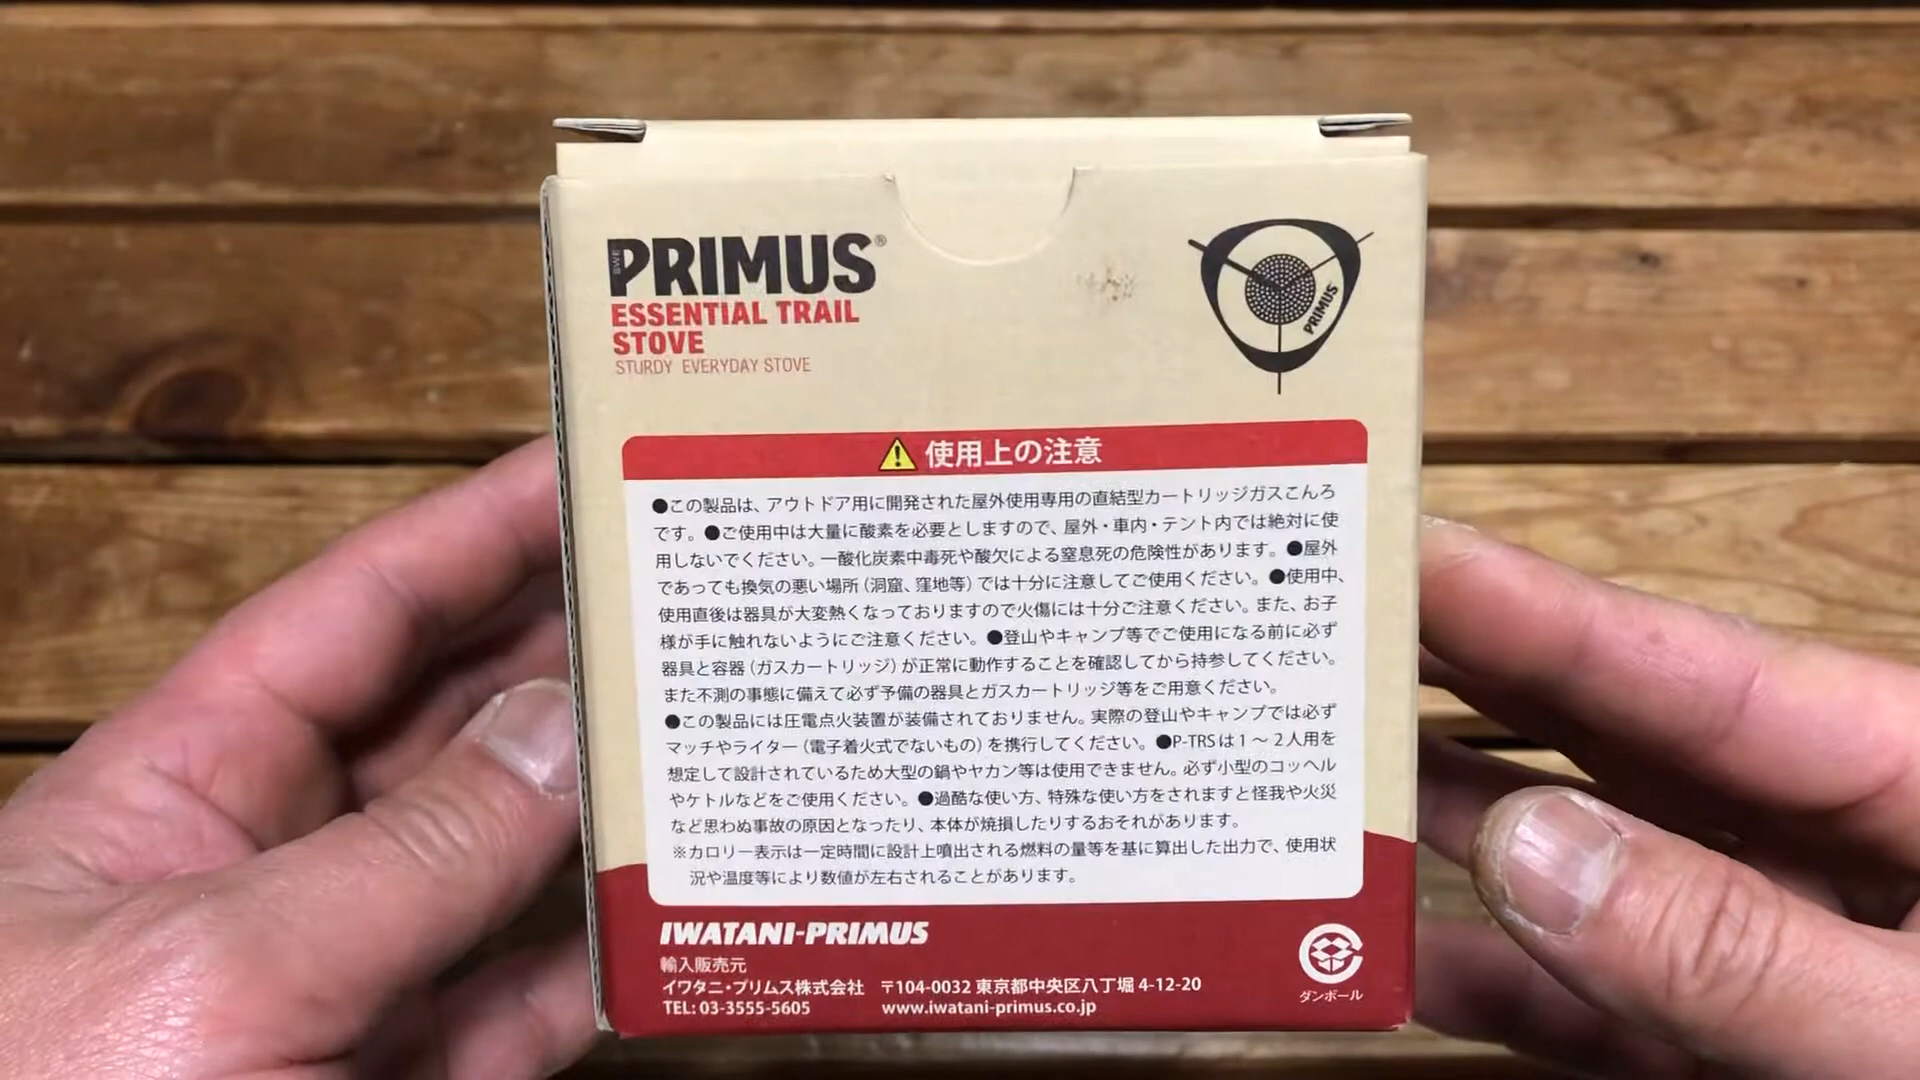 PRIMUS®
ESSENTIAL TRAIL
STOVE
STURDY EVERYDAY STOVE
PRIMUS
使用上の注意
●この製品は、アウトドア用に開発された屋外使用専用の直結型カートリッジガスこんろ
です。●ご使用中は大量に酸素を必要としますので、屋外・車内・テント内では絶対に使
用しないでください。一酸化炭素中毒死や酸欠による窒息死の危険性があります。●屋外
であっても換気の悪い場所（洞窟、窪地等）では十分に注意してご使用ください。●使用中、
使用直後は器具が大変熱くなっておりますので火傷には十分ご注意ください。また、お子
様が手に触れないようにご注意ください。●登山やキャンプ等でご使用になる前に必ず
器具と容器（ガスカートリッジ）が正常に動作することを確認してから持参してください。
また不測の事態に備えて必ず予備の器具とガスカートリッジ等をご用意ください。
●この製品には圧電点火装置が装備されておりません。実際の登山やキャンプでは必ず
マッチやライター（電子着火式でないもの）を携行してください。●P-TRSは1～2人用を
想定して設計されているため大型の鍋やヤカン等は使用できません。必ず小型のコッヘル
やケトルなどをご使用ください。●過酷な使い方、特殊な使い方をされますと怪我や火災
など思わぬ事故の原因となったり、本体が焼損したりするおそれがあります。
※カロリー表示は一定時間に設計上噴出される燃料の量等を基に算出した出力で、使用状
況や温度等により数値が左右されることがあります。
IWATANI-PRIMUS
輸入販売元
イワタニ・プリムス株式会社 〒104-0032 東京都中央区八丁堀 4-12-20
TEL: 03-3555-5605 www.iwatani-primus.co.jp
ダンボール